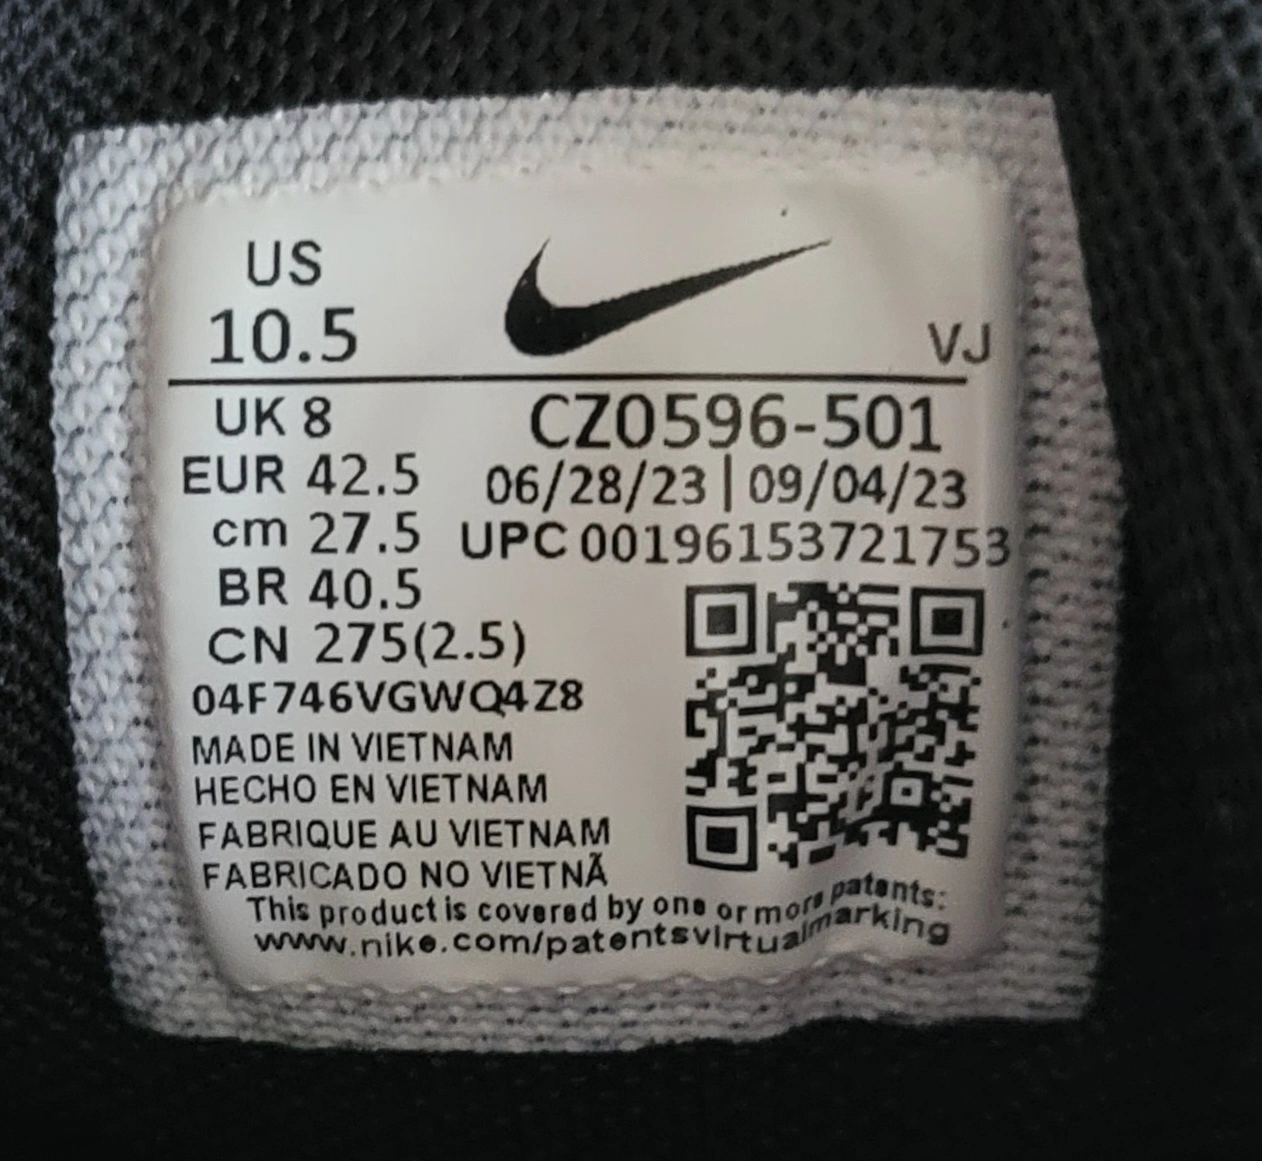 US
10.5
VJ
UK 8
CZ0596-501
EUR 42.5
06/28/23 | 09/04/23
cm 27.5
UPC 00196153721753
BR 40.5
CN 275(2.5)
04F746VGWQ4Z8
MADE IN VIETNAM
HECHO EN VIETNAM
FABRIQUE AU VIETNAM
FABRICADO NO VIETNÃ
This product is covered by one or more patents:
www.nike.com/patentsvirtualmarking